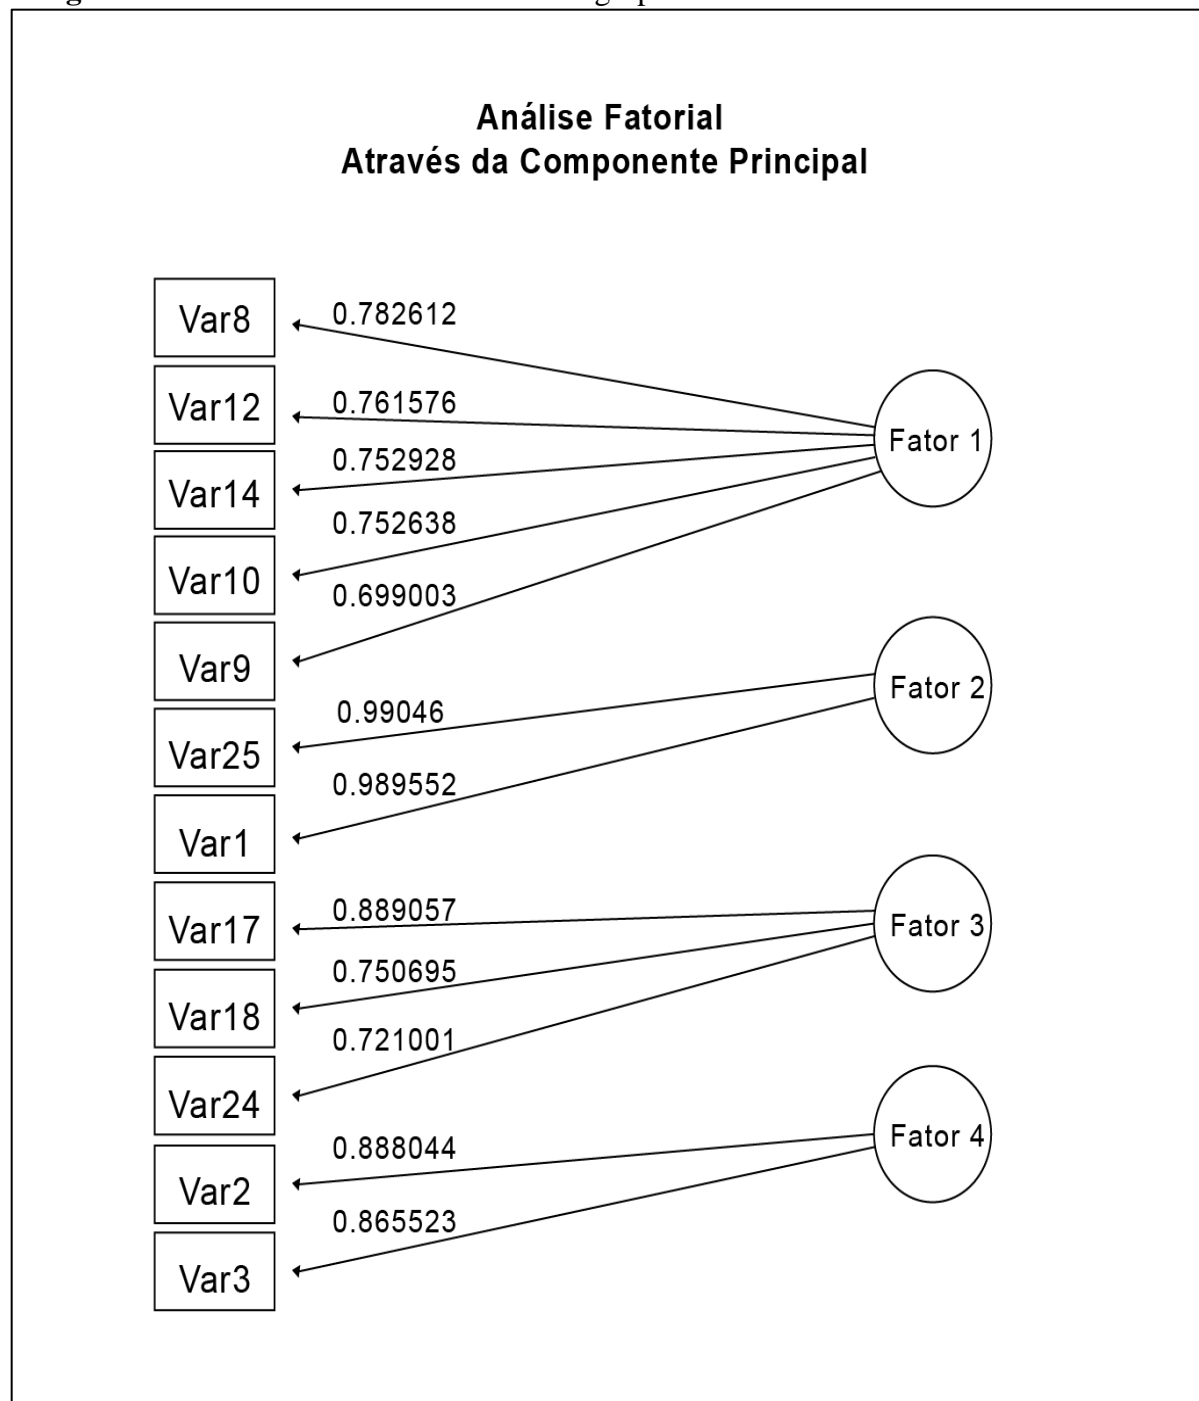 Análise Fatorial
Através da Componente Principal
Var8
0.782612
Var12
0.761576
Fator 1
0.752928
Var14
0.752638
Var10
0.699003
Var9
Fator 2
0.99046
Var25
0.989552
Var1
0.889057
Var17
Fator 3
0.750695
Var18
0.721001
Var24
Fator 4
0.888044
Var2
0.865523
Var3